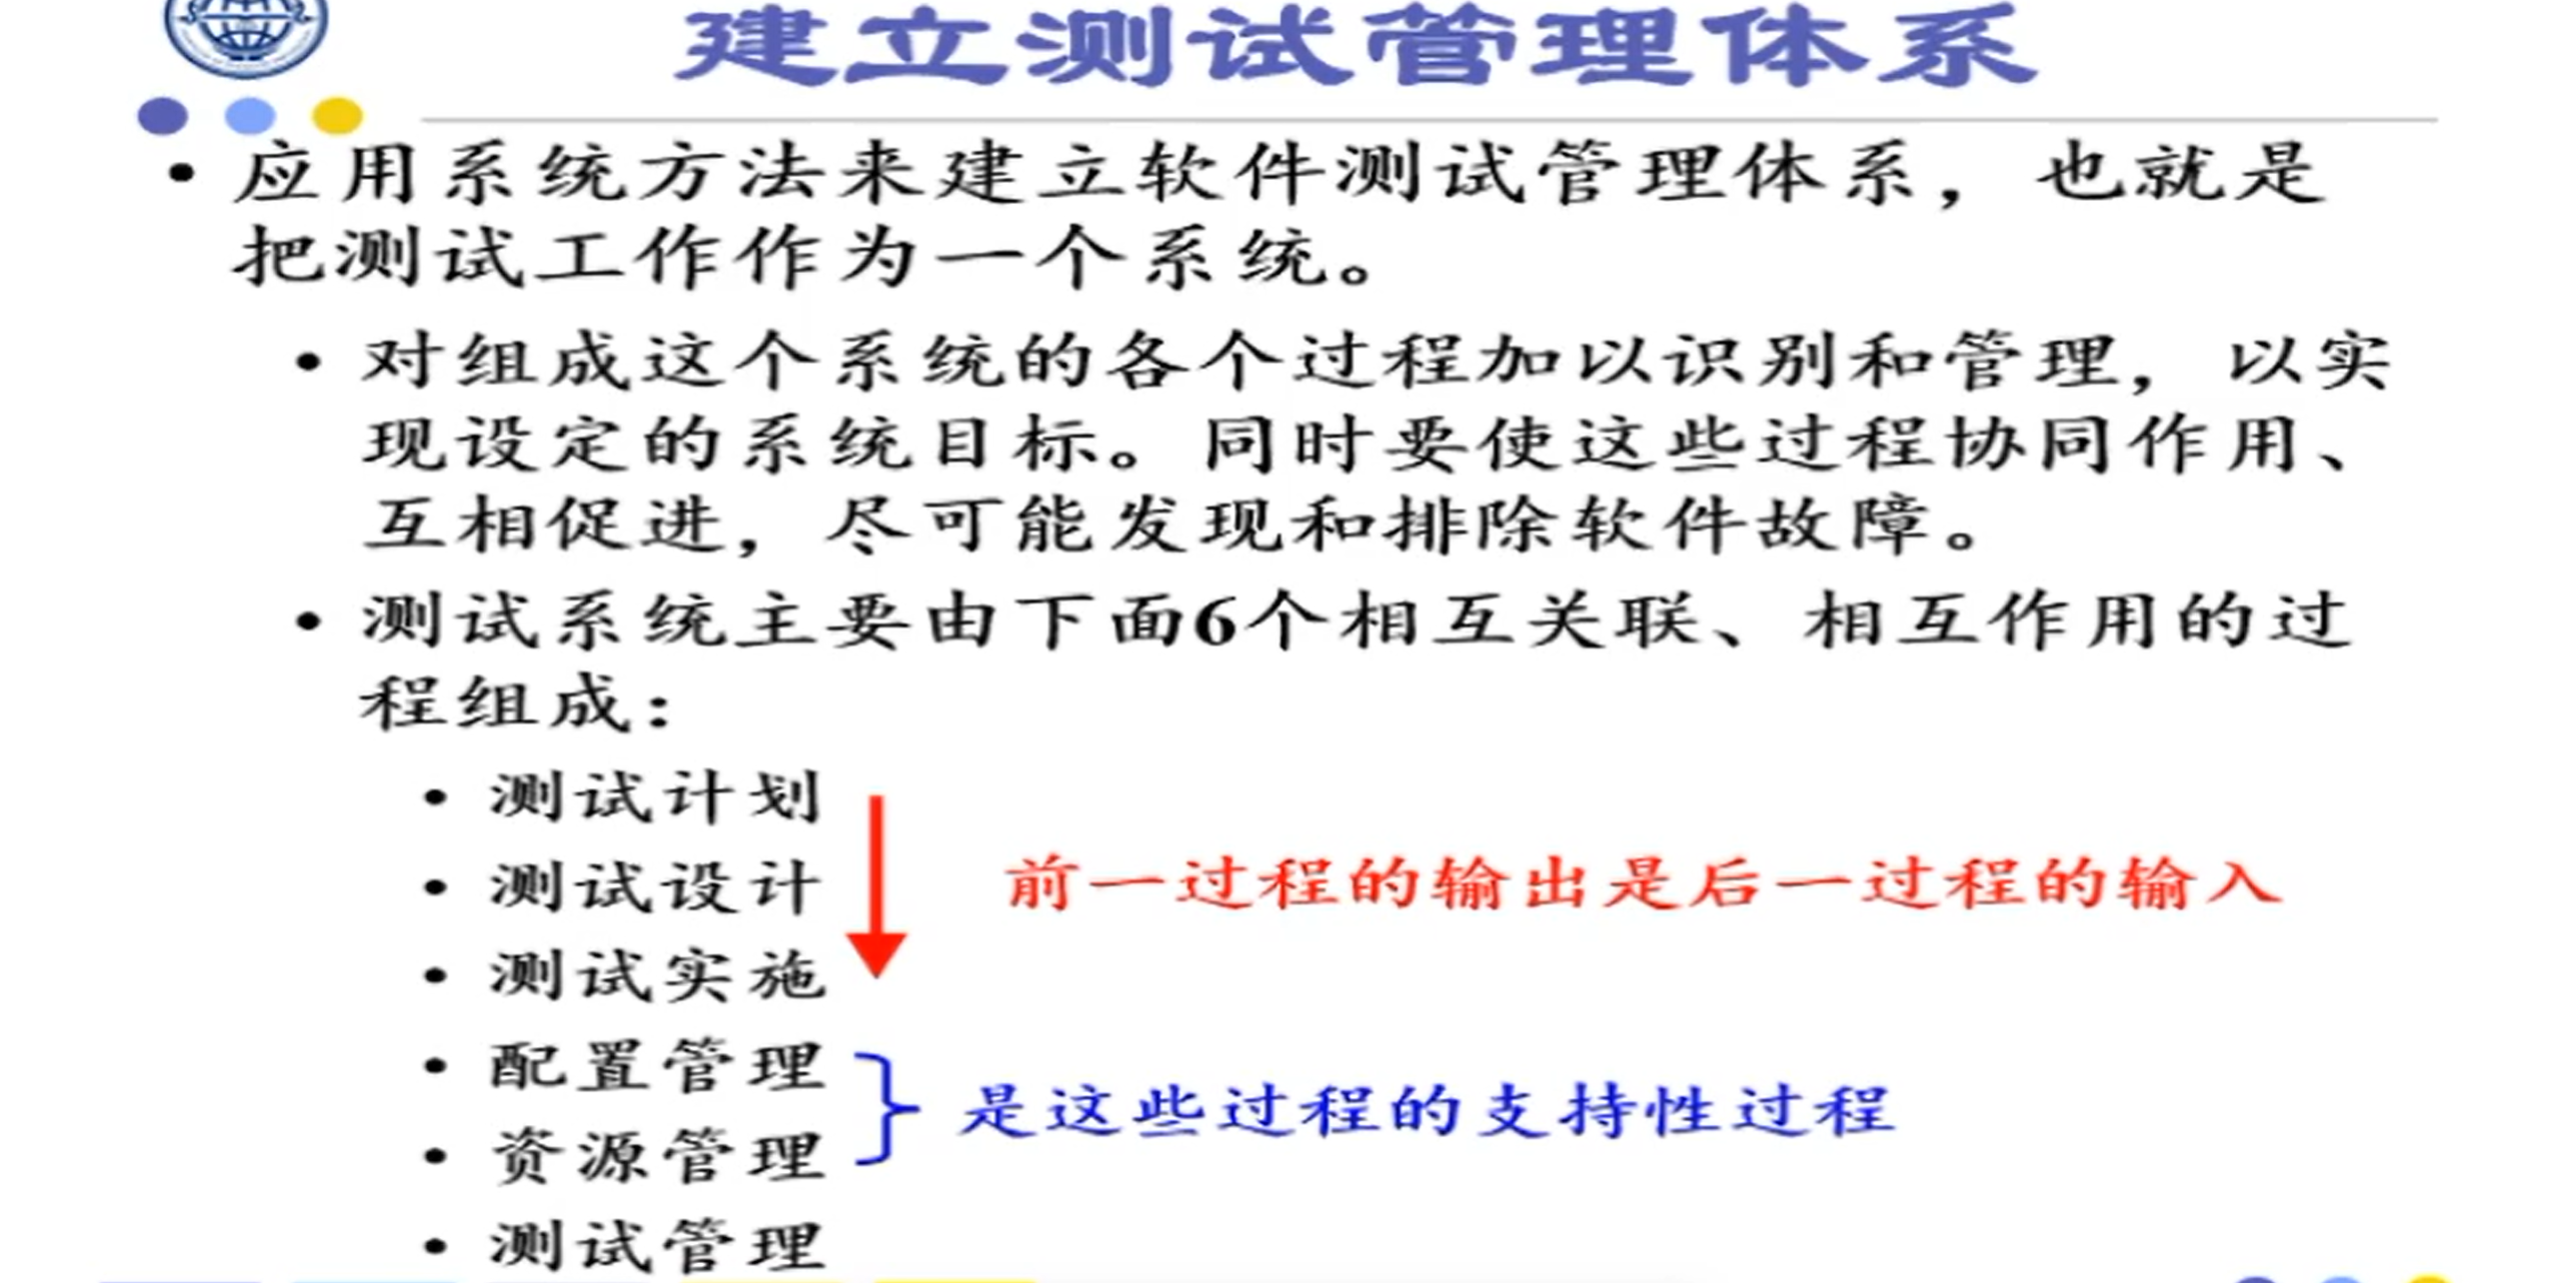 建立测试管理体系
• 应用系统方法来建立软件测试管理体系，也就是
把测试工作作为一个系统。
• 对组成这个系统的各个过程加以识别和管理，以实
现设定的系统目标。同时要使这些过程协同作用、
互相促进，尽可能发现和排除软件故障。
• 测试系统主要由下面6个相互关联、相互作用的过
程组成：
• 测试计划
• 测试设计
前一过程的输出是后一过程的输入
• 测试实施
• 配置管理
是这些过程的支持性过程
• 资源管理
• 测试管理